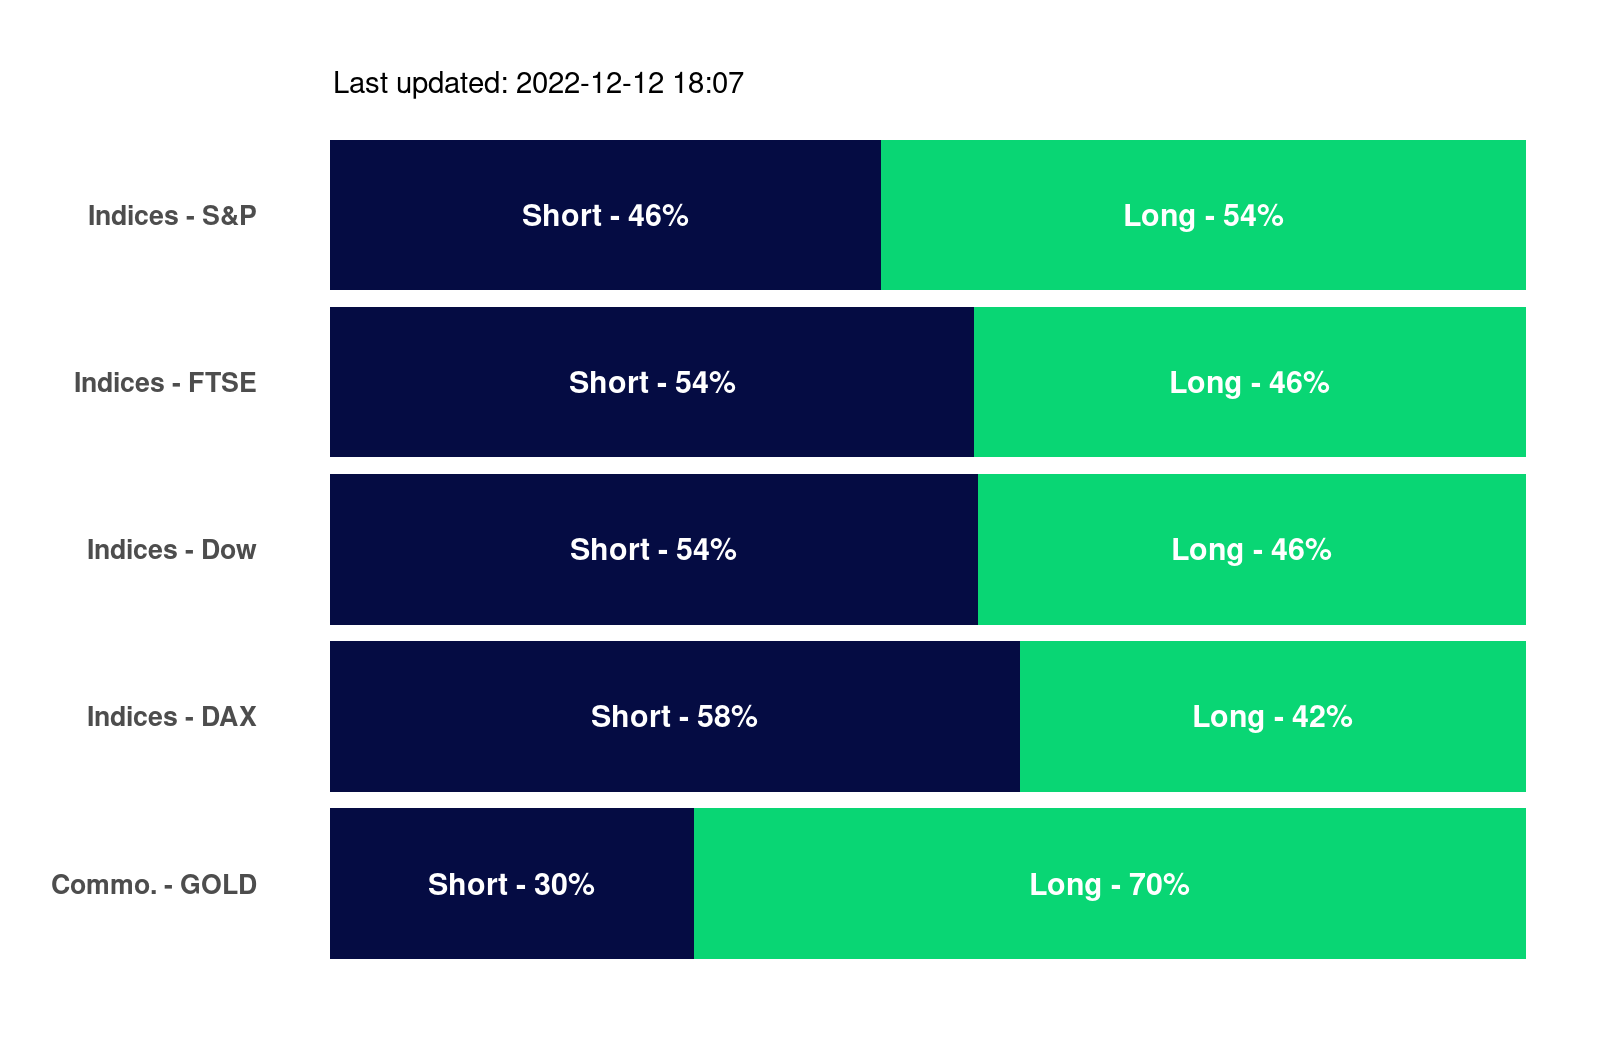 Last updated: 2022-12-12 18:07
Indices - S&P Short - 46% Long - 54%
Indices - FTSE Short - 54% Long - 46%
Indices - Dow Short - 54% Long - 46%
Indices - DAX Short - 58% Long - 42%
Commo. - GOLD Short - 30% Long - 70%